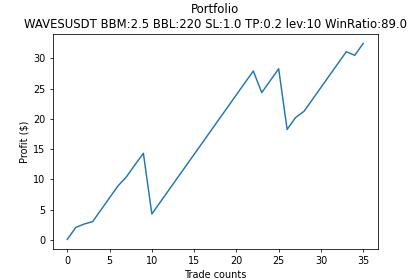 Portfolio
WAVESUSDT BBM:2.5 BBL:220 SL:1.0 TP:0.2 lev:10 WinRatio:89.0
Profit ($)
30
25
20
15
10
5
0
0 5 10 15 20 25 30 35
Trade counts